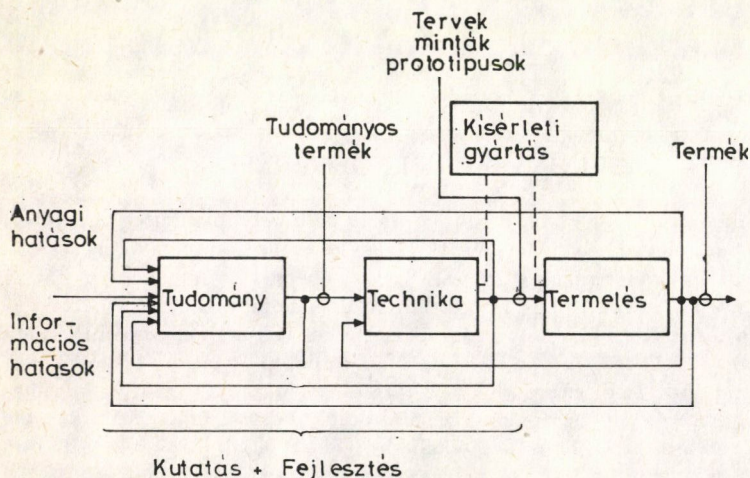 Tervek
minták
prototipusok
Tudományos
termék
Kisérleti
gyártás
Termék
Anyagi
hatások
Tudomány
Technika
Termelés
Infor-
mációs
hatások
Kutatás + Fejlesztés